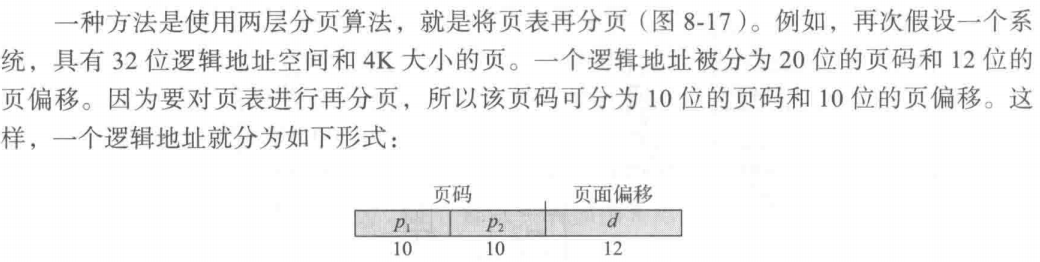 一种方法是使用两层分页算法，就是将页表再分页（图 8-17）。例如，再次假设一个系
统，具有 32 位逻辑地址空间和 4K 大小的页。一个逻辑地址被分为 20 位的页码和 12 位的
页偏移。因为要对页表进行再分页，所以该页码可分为 10 位的页码和 10 位的页偏移。这
样，一个逻辑地址就分为如下形式：
页码 页面偏移
p₁ p₂ d
10 10 12